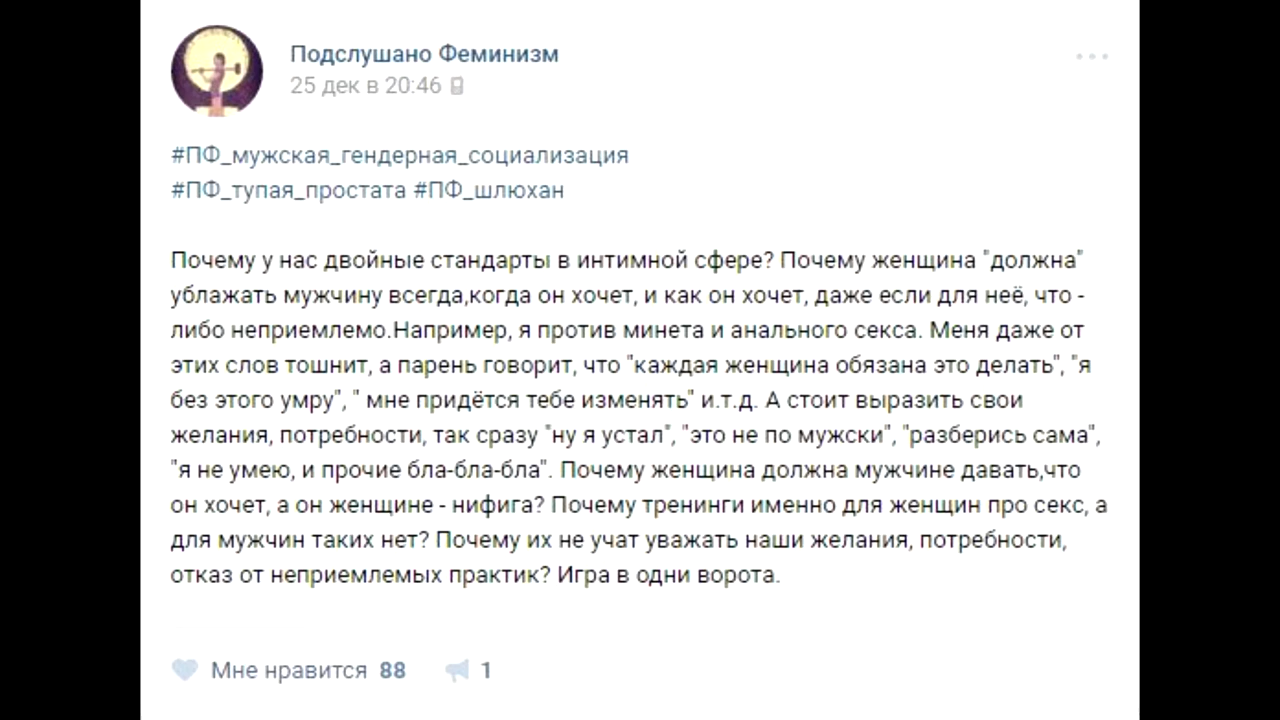 Подслушано Феминизм
25 дек в 20:46
#ПФ_мужская_гендерная_социализация
#ПФ_тупая_простата #ПФ_шлюхан
Почему у нас двойные стандарты в интимной сфере? Почему женщина "должна"
ублажать мужчину всегда,когда он хочет, и как он хочет, даже если для неё, что -
либо неприемлемо.Например, я против минета и анального секса. Меня даже от
этих слов тошнит, а парень говорит, что "каждая женщина обязана это делать", "я
без этого умру", " мне придётся тебе изменять" и.т.д. А стоит выразить свои
желания, потребности, так сразу "ну я устал", "это не по мужски", "разберись сама",
"я не умею, и прочие бла-бла-бла". Почему женщина должна мужчине давать,что
он хочет, а он женщине - нифига? Почему тренинги именно для женщин про секс, а
для мужчин таких нет? Почему их не учат уважать наши желания, потребности,
отказ от неприемлемых практик? Игра в одни ворота.
Мне нравится 88 1